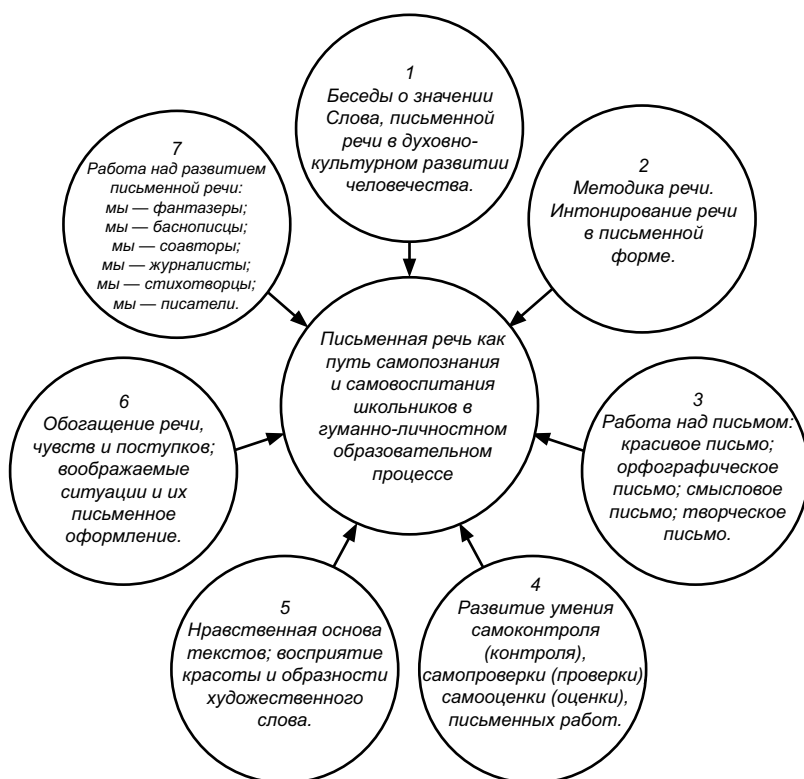 1
Беседы о значении
Слова, письменной
речи в духовно-
культурном развитии
человечества.
2
Методика речи.
Интонирование речи
в письменной
форме.
3
Работа над письмом:
красивое письмо;
орфографическое
письмо; смысловое
письмо; творческое
письмо.
4
Развитие умения
самоконтроля
(контроля),
самопроверки (проверки)
самооценки (оценки),
письменных работ.
5
Нравственная основа
текстов; восприятие
красоты и образности
художественного
слова.
6
Обогащение речи,
чувств и поступков;
воображаемые
ситуации и их
письменное
оформление.
7
Работа над развитием
письменной речи:
мы — фантазеры;
мы — баснописцы;
мы — соавторы;
мы — журналисты;
мы — стихотворцы;
мы — писатели.
Письменная речь как
путь самопознания
и самовоспитания
школьников в
гуманно-личностном
образовательном
процессе